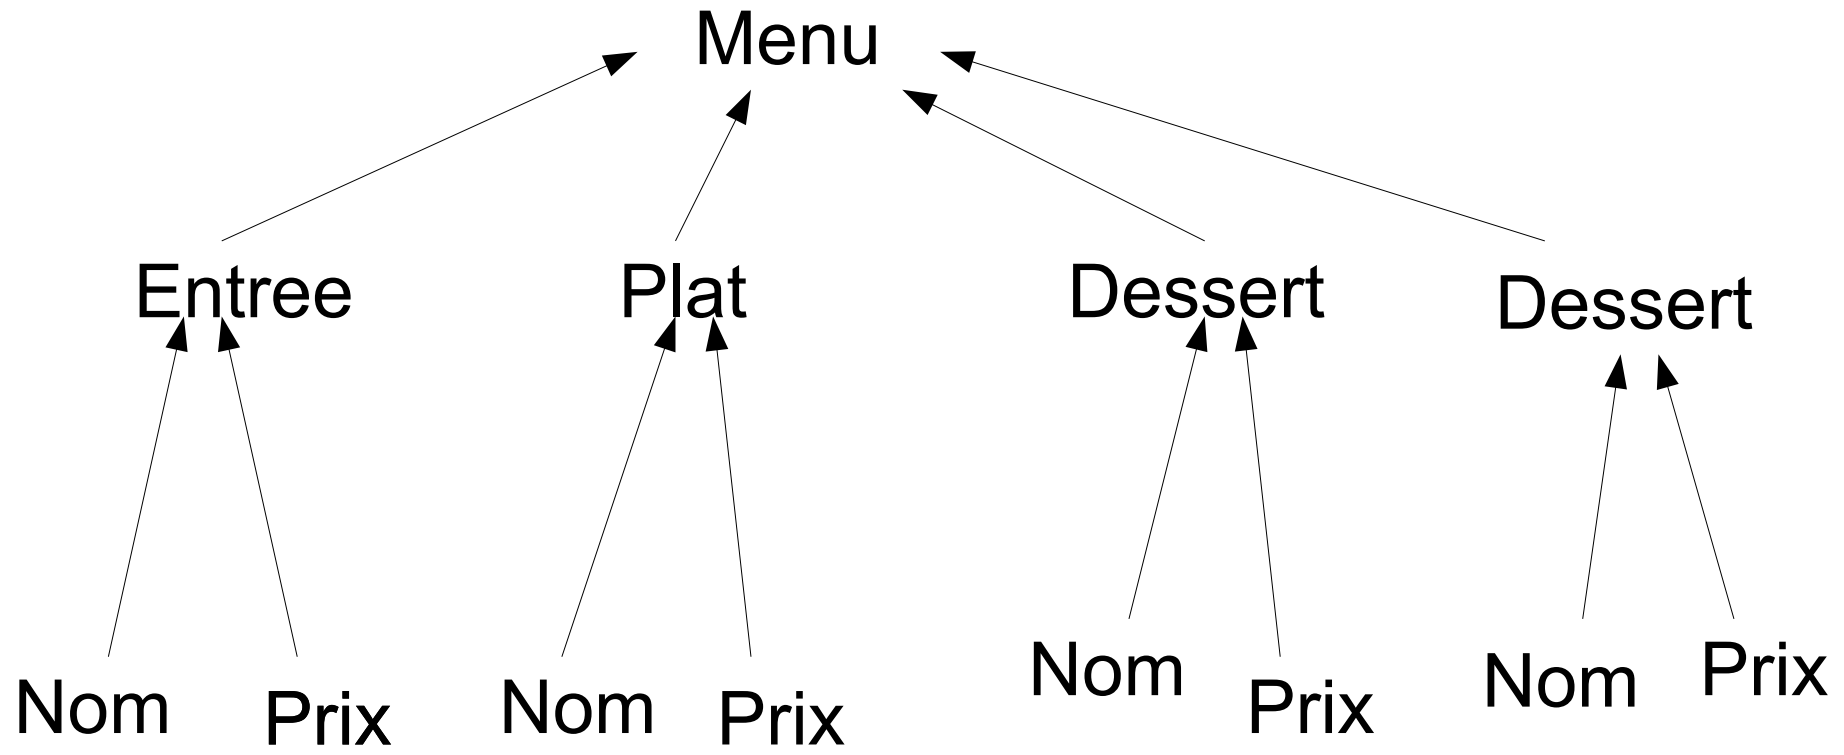 Menu
Entree Plat Dessert Dessert
Nom Prix Nom Prix Nom Prix Nom Prix